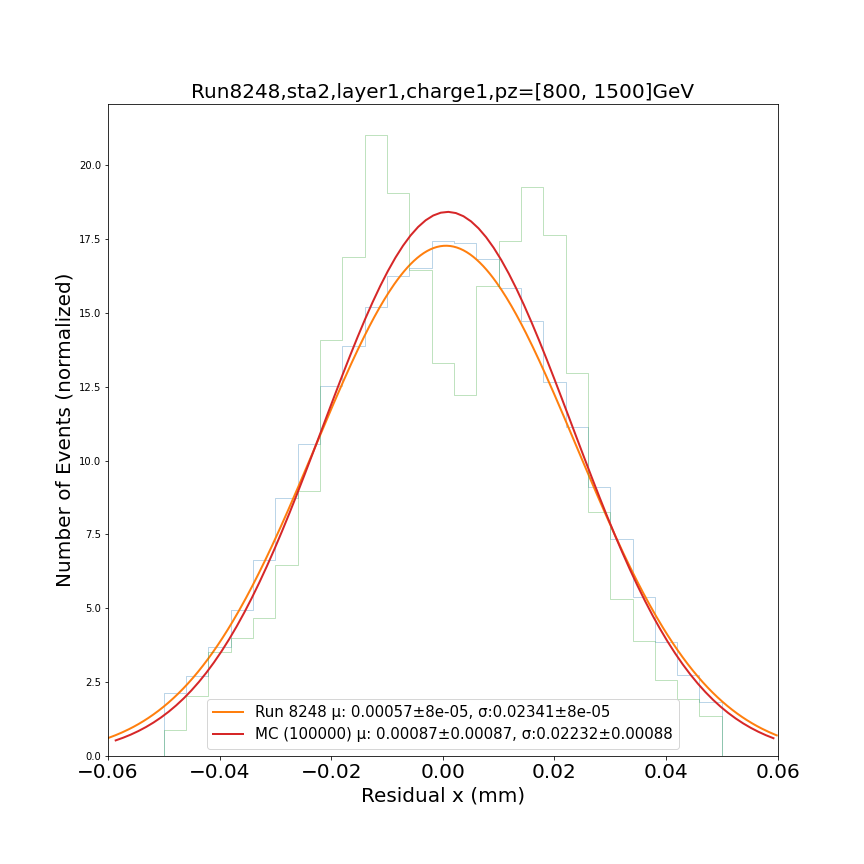 Run8248,sta2,layer1,charge1,pz=[800, 1500]GeV
Number of Events (normalized)
20.0
17.5
15.0
12.5
10.0
7.5
5.0
2.5
0.0
Run 8248 μ: 0.00057±8e-05, σ:0.02341±8e-05
MC (100000) μ: 0.00087±0.00087, σ:0.02232±0.00088
−0.06 −0.04 −0.02 0.00 0.02 0.04 0.06
Residual x (mm)